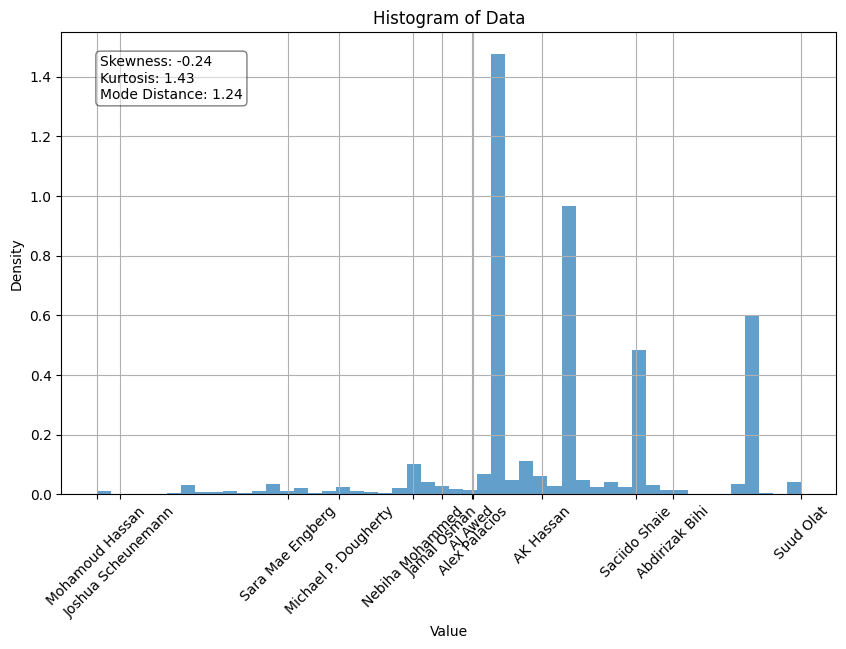 Histogram of Data
Skewness: -0.24
Kurtosis: 1.43
Mode Distance: 1.24
Density
1.4
1.2
1.0
0.8
0.6
0.4
0.2
0.0
Mohamoud Hassan
Joshua Scheunemann
Sara Mae Engberg
Michael P. Dougherty
Nebiha Mohammed
Jamal Osman
Al Awed
Alex Palacios
AK Hassan
Saciido Shaie
Abdirizak Bihi
Suud Olat
Value